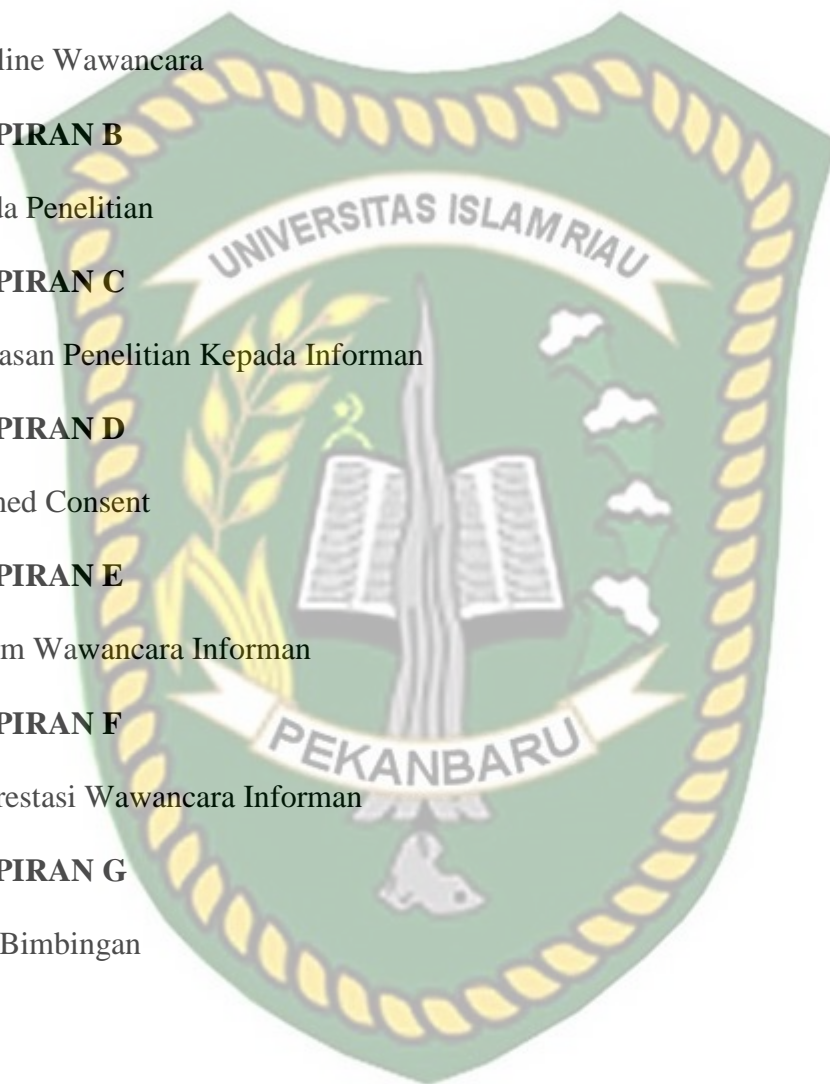 line Wawancara
PIRAN B
la Penelitian
UNIVERSITAS ISLAM RIAU
PIRAN C
asan Penelitian Kepada Informan
PIRAN D
ned Consent
PIRAN E
m Wawancara Informan
PIRAN F
PEKANBARU
restasi Wawancara Informan
PIRAN G
Bimbingan